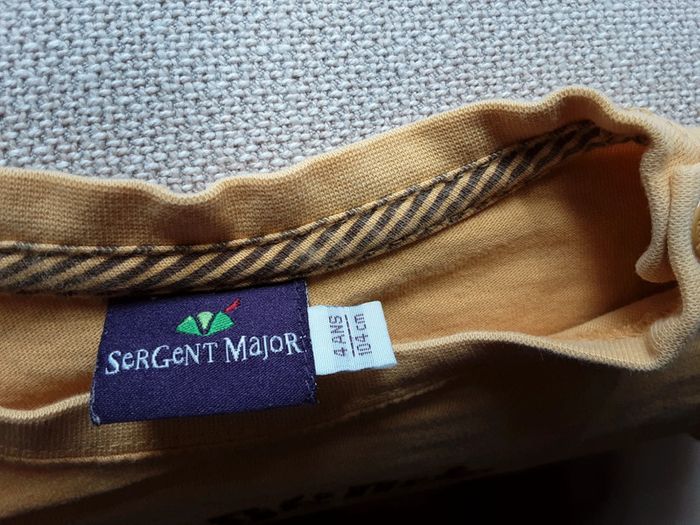 SERGENT MAJOR
4 ANS
104 cm